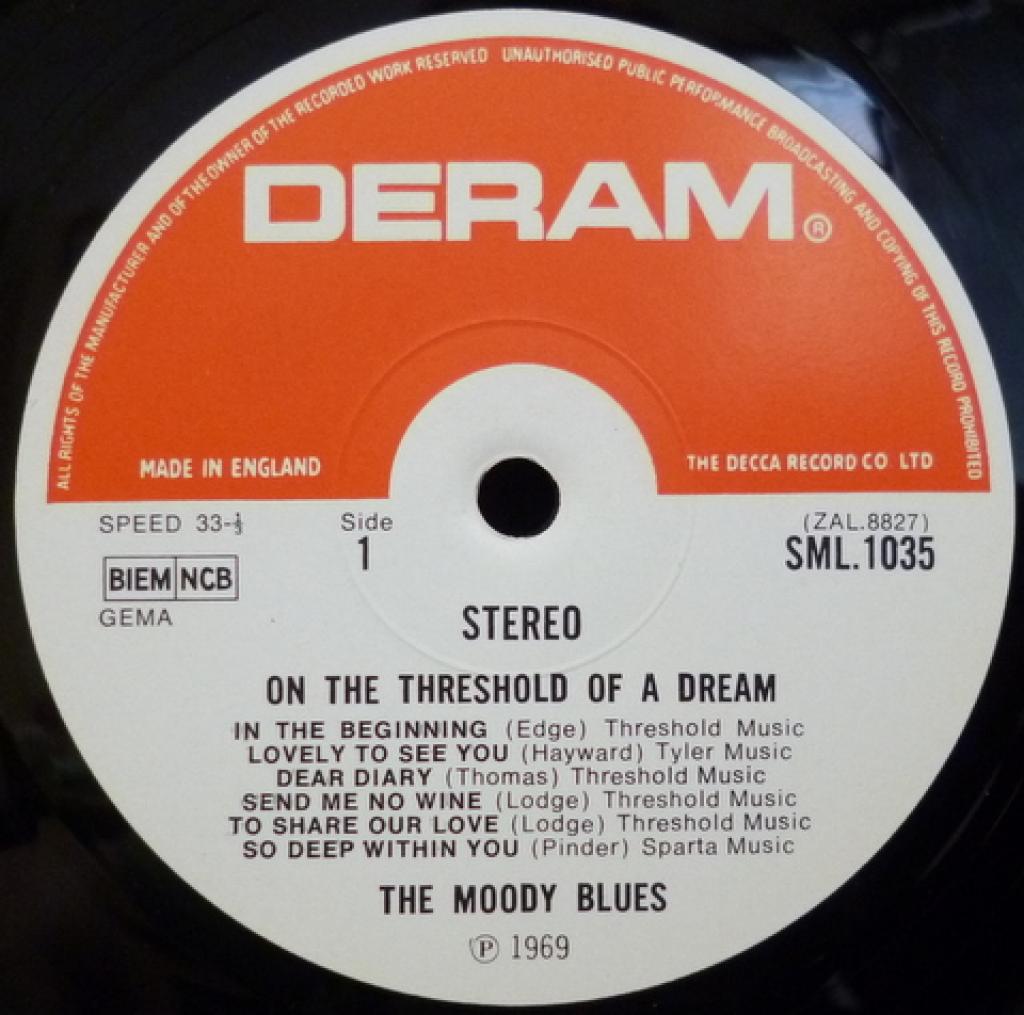 ALL RIGHTS OF THE MANUFACTURER AND OF THE OWNER OF THE RECORDED WORK RESERVED UNAUTHORISED PUBLIC PERFORMANCE BROADCASTING AND COPYING OF THIS RECORD PROHIBITED
DERAM ®
MADE IN ENGLAND
THE DECCA RECORD CO LTD
SPEED 33-⅓
Side
(ZAL.8827)
1
SML.1035
BIEM NCB
GEMA
STEREO
ON THE THRESHOLD OF A DREAM
IN THE BEGINNING (Edge) Threshold Music
LOVELY TO SEE YOU (Hayward) Tyler Music
DEAR DIARY (Thomas) Threshold Music
SEND ME NO WINE (Lodge) Threshold Music
TO SHARE OUR LOVE (Lodge) Threshold Music
SO DEEP WITHIN YOU (Pinder) Sparta Music
THE MOODY BLUES
℗ 1969